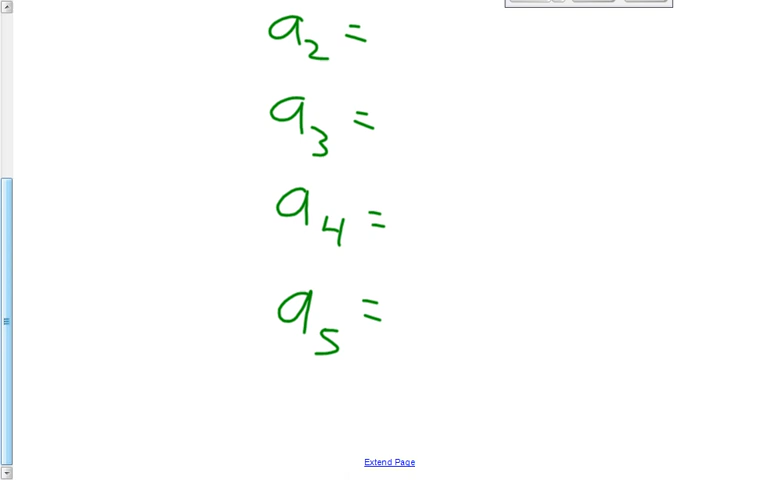 a₂ =
a₃ =
a₄ =
a₅ =
Extend Page